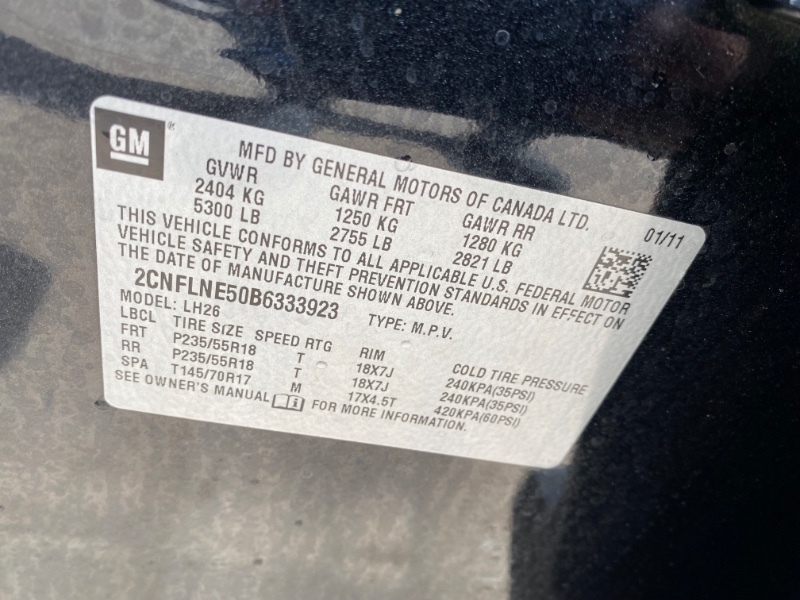 GM ®
MFD BY GENERAL MOTORS OF CANADA LTD. 01/11
GVWR GAWR FRT GAWR RR
2404 KG 1250 KG 1280 KG
5300 LB 2755 LB 2821 LB
THIS VEHICLE CONFORMS TO ALL APPLICABLE U.S. FEDERAL MOTOR
VEHICLE SAFETY AND THEFT PREVENTION STANDARDS IN EFFECT ON
THE DATE OF MANUFACTURE SHOWN ABOVE.
2CNFLNE50B6333923 TYPE: M.P.V.
MODEL: LH26
LBCL TIRE SIZE SPEED RTG RIM COLD TIRE PRESSURE
FRT P235/55R18 T 18X7J 240KPA(35PSI)
RR P235/55R18 T 18X7J 240KPA(35PSI)
SPA T145/70R17 M 17X4.5T 420KPA(60PSI)
SEE OWNER'S MANUAL FOR MORE INFORMATION.